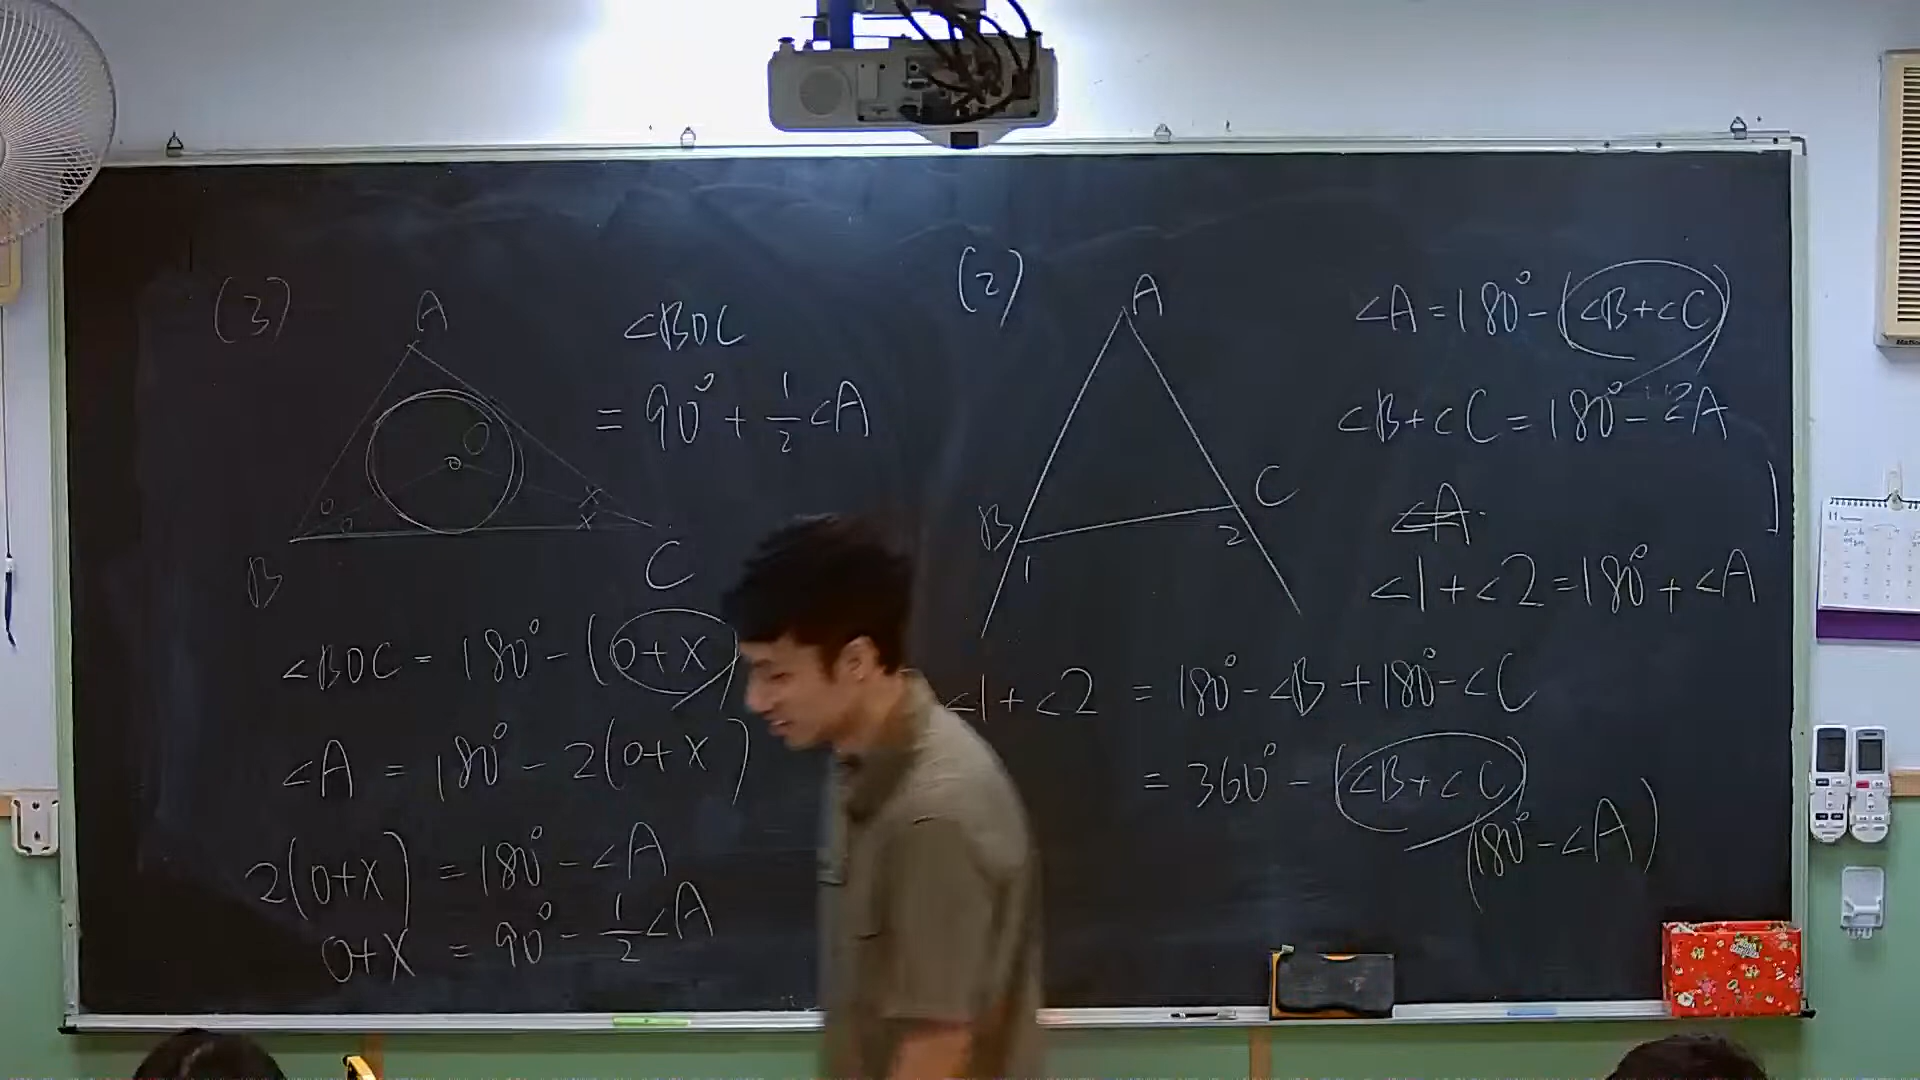 (3)
A
O
B
C
∠BOC
= 90° + 1/2 ∠A
∠BOC = 180° - (o+x
∠A = 180° - 2(o+x)
2(o+x) = 180° - ∠A
o+x = 90° - 1/2 ∠A
(2)
A
B
C
1
2
∠A = 180° - (∠B+∠C)
∠B+∠C = 180° - ∠A
∠A
∠1+∠2 = 180° + ∠A
∠1+∠2 = 180° - ∠B + 180° - ∠C
= 360° - (∠B+∠C)
(180° - ∠A)
11